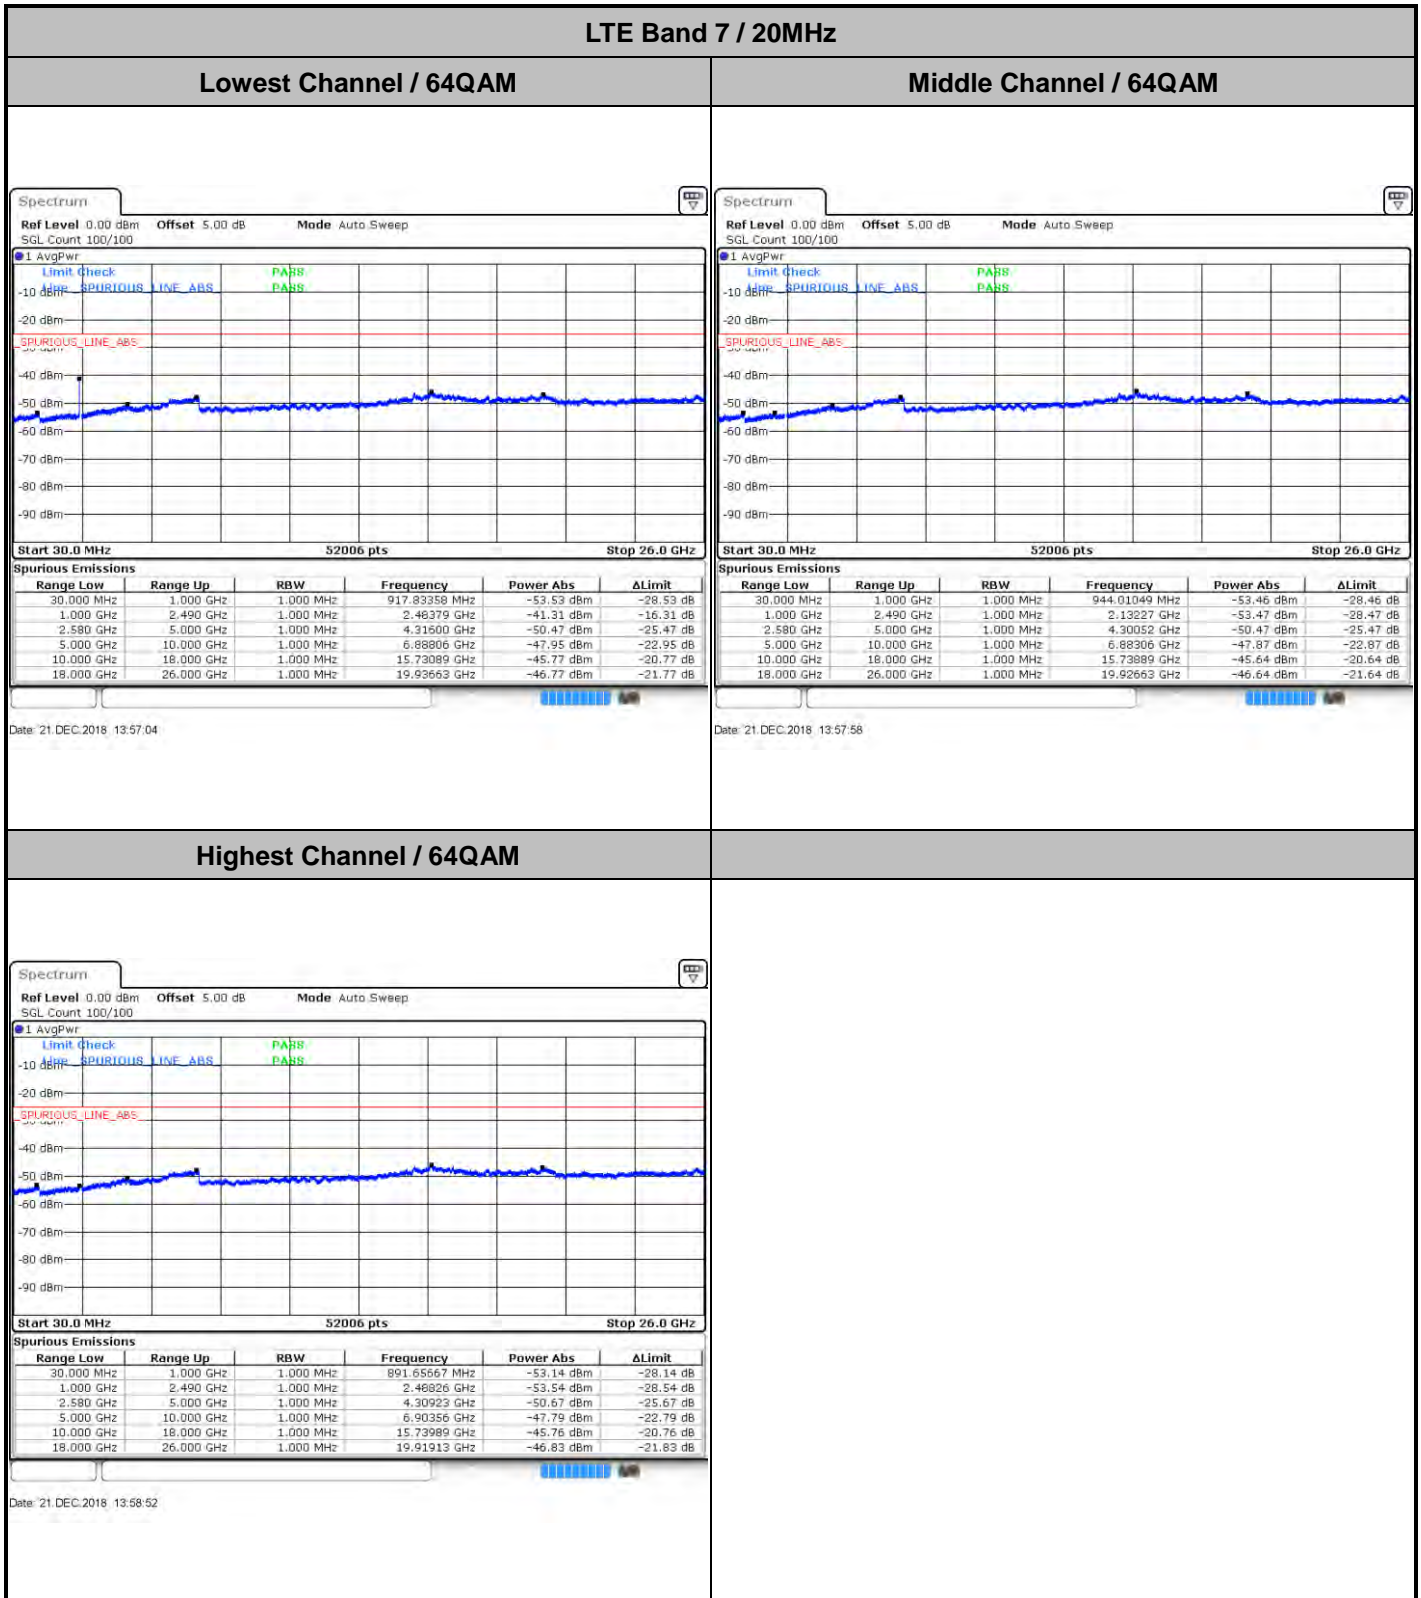 LTE Band 7 / 20MHz
Lowest Channel / 64QAM
Middle Channel / 64QAM
Spectrum
Ref Level 0.00 dBm Offset 5.00 dB Mode Auto Sweep
SGL Count 100/100
1 AvgPwr
Limit Check PASS
Line _SPURIOUS_LINE_ABS_ PASS
-10 dBm
-20 dBm
_SPURIOUS_LINE_ABS_
-30 dBm
-40 dBm
-50 dBm
-60 dBm
-70 dBm
-80 dBm
-90 dBm
Start 30.0 MHz 52006 pts Stop 26.0 GHz
Spurious Emissions
Range Low Range Up RBW Frequency Power Abs ΔLimit
30.000 MHz 1.000 GHz 1.000 MHz 917.83358 MHz -53.53 dBm -28.53 dB
1.000 GHz 2.490 GHz 1.000 MHz 2.48379 GHz -41.31 dBm -16.31 dB
2.580 GHz 5.000 GHz 1.000 MHz 4.31600 GHz -50.47 dBm -25.47 dB
5.000 GHz 10.000 GHz 1.000 MHz 6.88806 GHz -47.95 dBm -22.95 dB
10.000 GHz 18.000 GHz 1.000 MHz 15.73089 GHz -45.77 dBm -20.77 dB
18.000 GHz 26.000 GHz 1.000 MHz 19.93663 GHz -46.77 dBm -21.77 dB
Date: 21.DEC.2018 13:57:04
Spectrum
Ref Level 0.00 dBm Offset 5.00 dB Mode Auto Sweep
SGL Count 100/100
1 AvgPwr
Limit Check PASS
Line _SPURIOUS_LINE_ABS_ PASS
-10 dBm
-20 dBm
_SPURIOUS_LINE_ABS_
-30 dBm
-40 dBm
-50 dBm
-60 dBm
-70 dBm
-80 dBm
-90 dBm
Start 30.0 MHz 52006 pts Stop 26.0 GHz
Spurious Emissions
Range Low Range Up RBW Frequency Power Abs ΔLimit
30.000 MHz 1.000 GHz 1.000 MHz 944.01049 MHz -53.46 dBm -28.46 dB
1.000 GHz 2.490 GHz 1.000 MHz 2.13227 GHz -53.47 dBm -28.47 dB
2.580 GHz 5.000 GHz 1.000 MHz 4.30052 GHz -50.47 dBm -25.47 dB
5.000 GHz 10.000 GHz 1.000 MHz 6.88306 GHz -47.87 dBm -22.87 dB
10.000 GHz 18.000 GHz 1.000 MHz 15.73889 GHz -45.64 dBm -20.64 dB
18.000 GHz 26.000 GHz 1.000 MHz 19.92663 GHz -46.64 dBm -21.64 dB
Date: 21.DEC.2018 13:57:58
Highest Channel / 64QAM
Spectrum
Ref Level 0.00 dBm Offset 5.00 dB Mode Auto Sweep
SGL Count 100/100
1 AvgPwr
Limit Check PASS
Line _SPURIOUS_LINE_ABS_ PASS
-10 dBm
-20 dBm
_SPURIOUS_LINE_ABS_
-30 dBm
-40 dBm
-50 dBm
-60 dBm
-70 dBm
-80 dBm
-90 dBm
Start 30.0 MHz 52006 pts Stop 26.0 GHz
Spurious Emissions
Range Low Range Up RBW Frequency Power Abs ΔLimit
30.000 MHz 1.000 GHz 1.000 MHz 891.65667 MHz -53.14 dBm -28.14 dB
1.000 GHz 2.490 GHz 1.000 MHz 2.48826 GHz -53.54 dBm -28.54 dB
2.580 GHz 5.000 GHz 1.000 MHz 4.30923 GHz -50.67 dBm -25.67 dB
5.000 GHz 10.000 GHz 1.000 MHz 6.90356 GHz -47.79 dBm -22.79 dB
10.000 GHz 18.000 GHz 1.000 MHz 15.73989 GHz -45.76 dBm -20.76 dB
18.000 GHz 26.000 GHz 1.000 MHz 19.91913 GHz -46.83 dBm -21.83 dB
Date: 21.DEC.2018 13:58:52